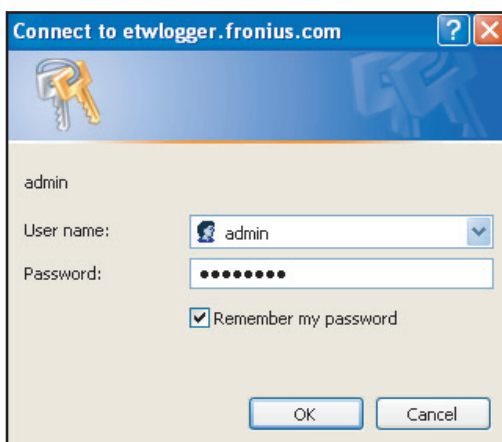 Connect to etwlogger.fronius.com
admin
User name: admin
Password: ••••••••
Remember my password
OK Cancel